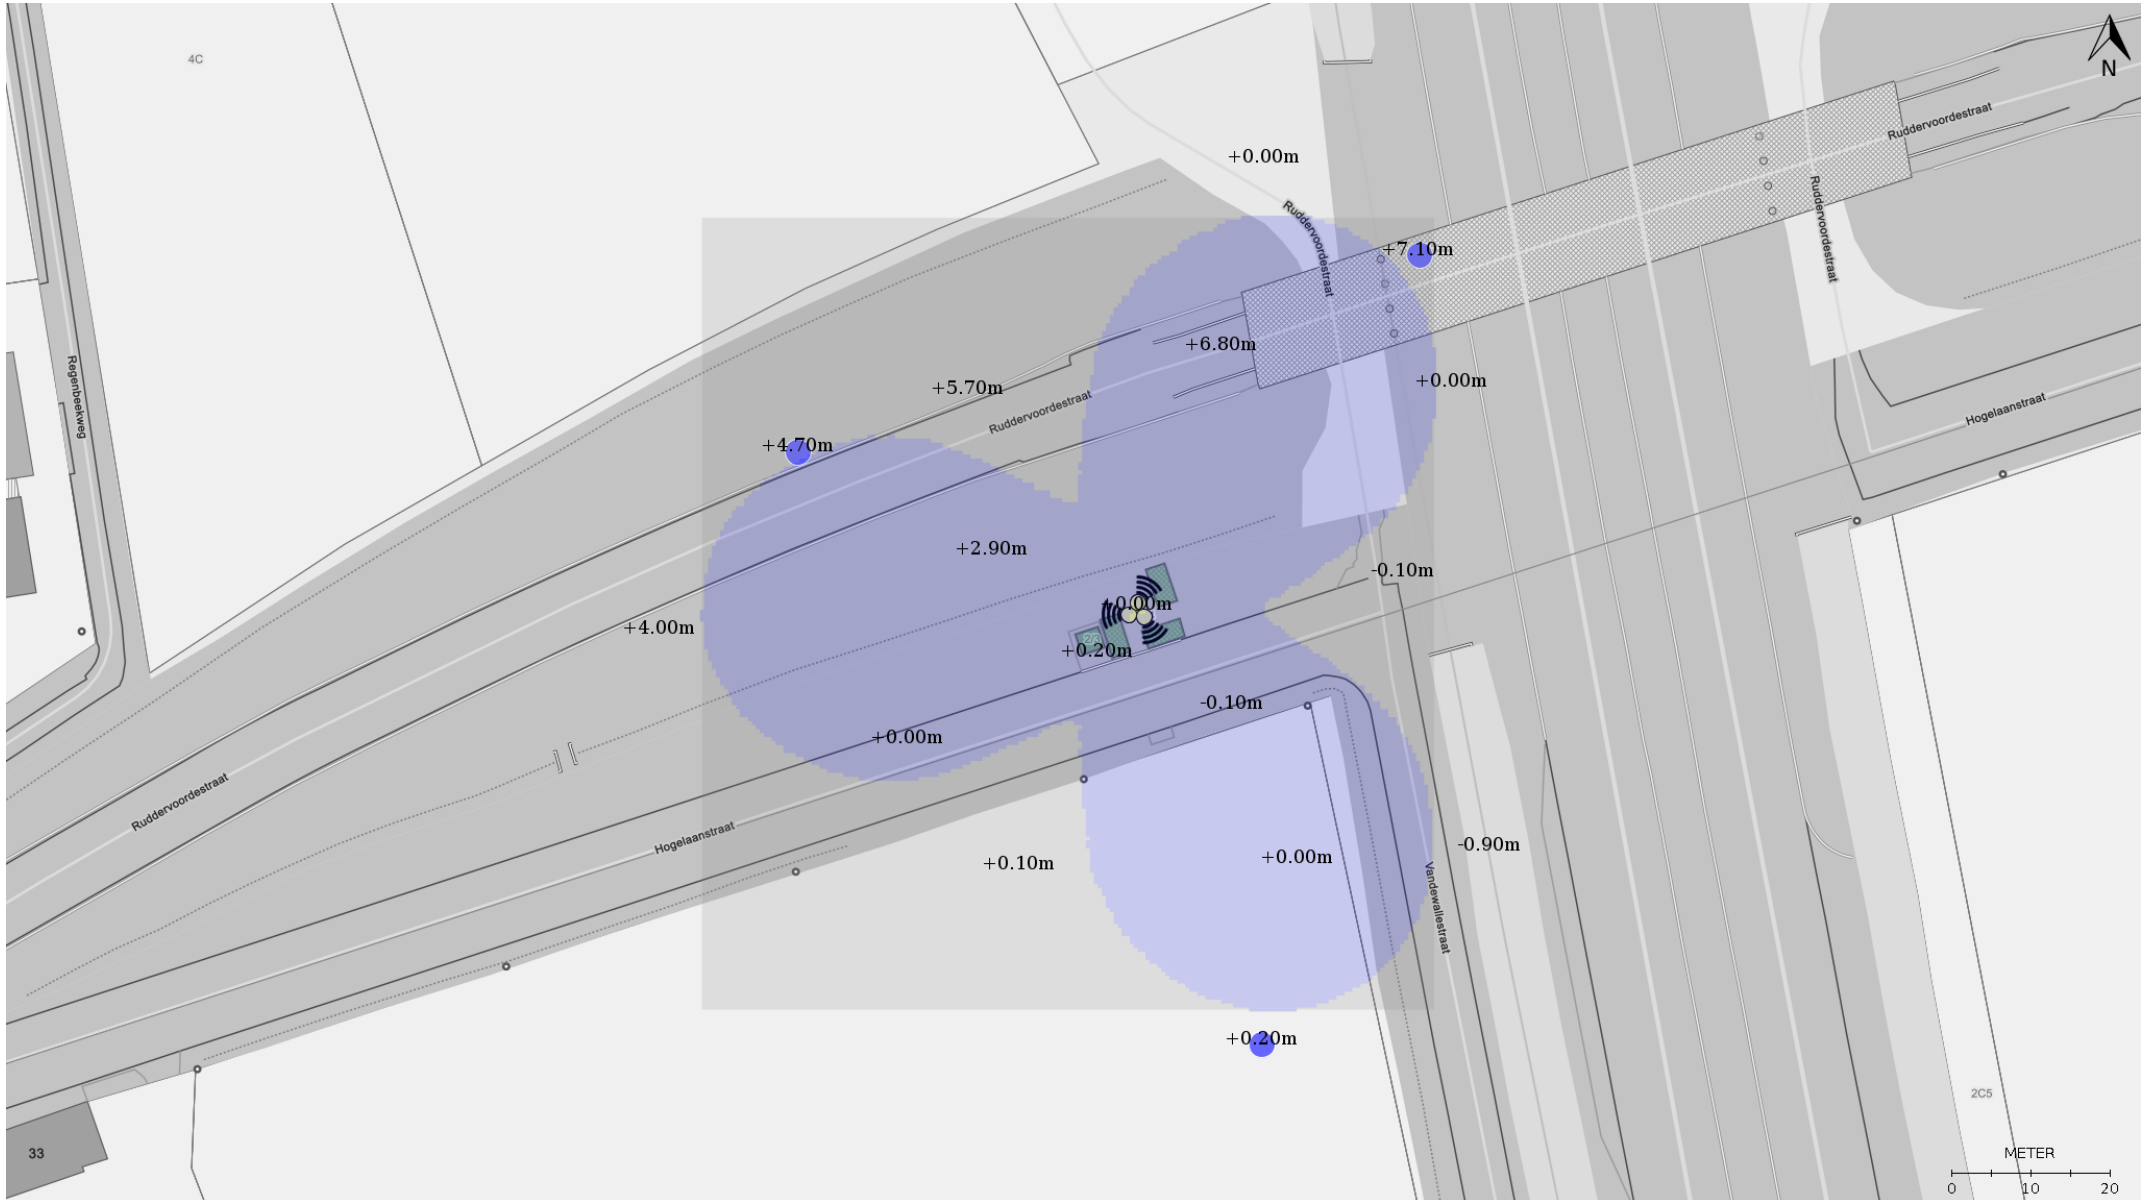 4C
N
+0.00m
Ruddervoordestraat
Ruddervoordestraat
Ruddervoordestraat
+7.10m
+6.80m
+5.70m
+0.00m
Ruddervoordestraat
Regenbeekweg
Hogelaanstraat
+4.70m
+2.90m
-0.10m
+0.00m
+4.00m
+0.20m
-0.10m
+0.00m
Ruddervoordestraat
Hogelaanstraat
+0.10m
+0.00m
-0.90m
Vandewallestraat
+0.20m
2C5
33
METER
0 10 20